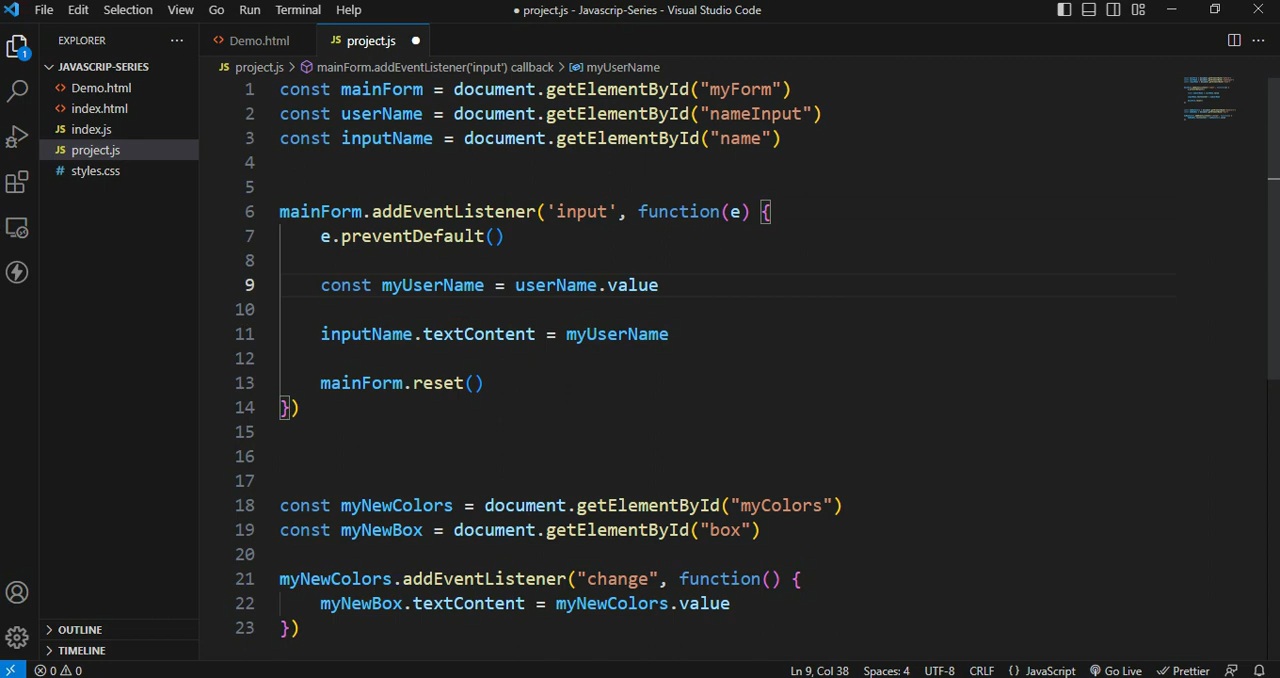 File Edit Selection View Go Run Terminal Help ● project.js - Javascrip-Series - Visual Studio Code
EXPLORER ···
Demo.html
JS project.js ●
1
JAVASCRIP-SERIES
Demo.html
index.html
JS index.js
JS project.js
# styles.css
OUTLINE
TIMELINE
JS project.js > mainForm.addEventListener('input') callback > myUserName
1 const mainForm = document.getElementById("myForm")
2 const userName = document.getElementById("nameInput")
3 const inputName = document.getElementById("name")
4
5
6 mainForm.addEventListener('input', function(e) {
7 e.preventDefault()
8
9 const myUserName = userName.value
10
11 inputName.textContent = myUserName
12
13 mainForm.reset()
14 })
15
16
17
18 const myNewColors = document.getElementById("myColors")
19 const myNewBox = document.getElementById("box")
20
21 myNewColors.addEventListener("change", function() {
22 myNewBox.textContent = myNewColors.value
23 })
0 0 Ln 9, Col 38 Spaces: 4 UTF-8 CRLF {} JavaScript Go Live Prettier